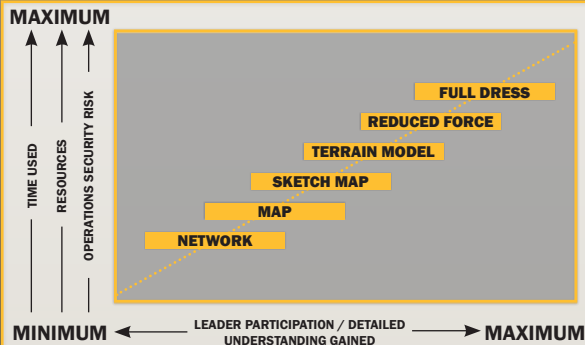 MAXIMUM
TIME USED
RESOURCES
OPERATIONS SECURITY RISK
FULL DRESS
REDUCED FORCE
TERRAIN MODEL
SKETCH MAP
MAP
NETWORK
MINIMUM
LEADER PARTICIPATION / DETAILED
UNDERSTANDING GAINED
MAXIMUM